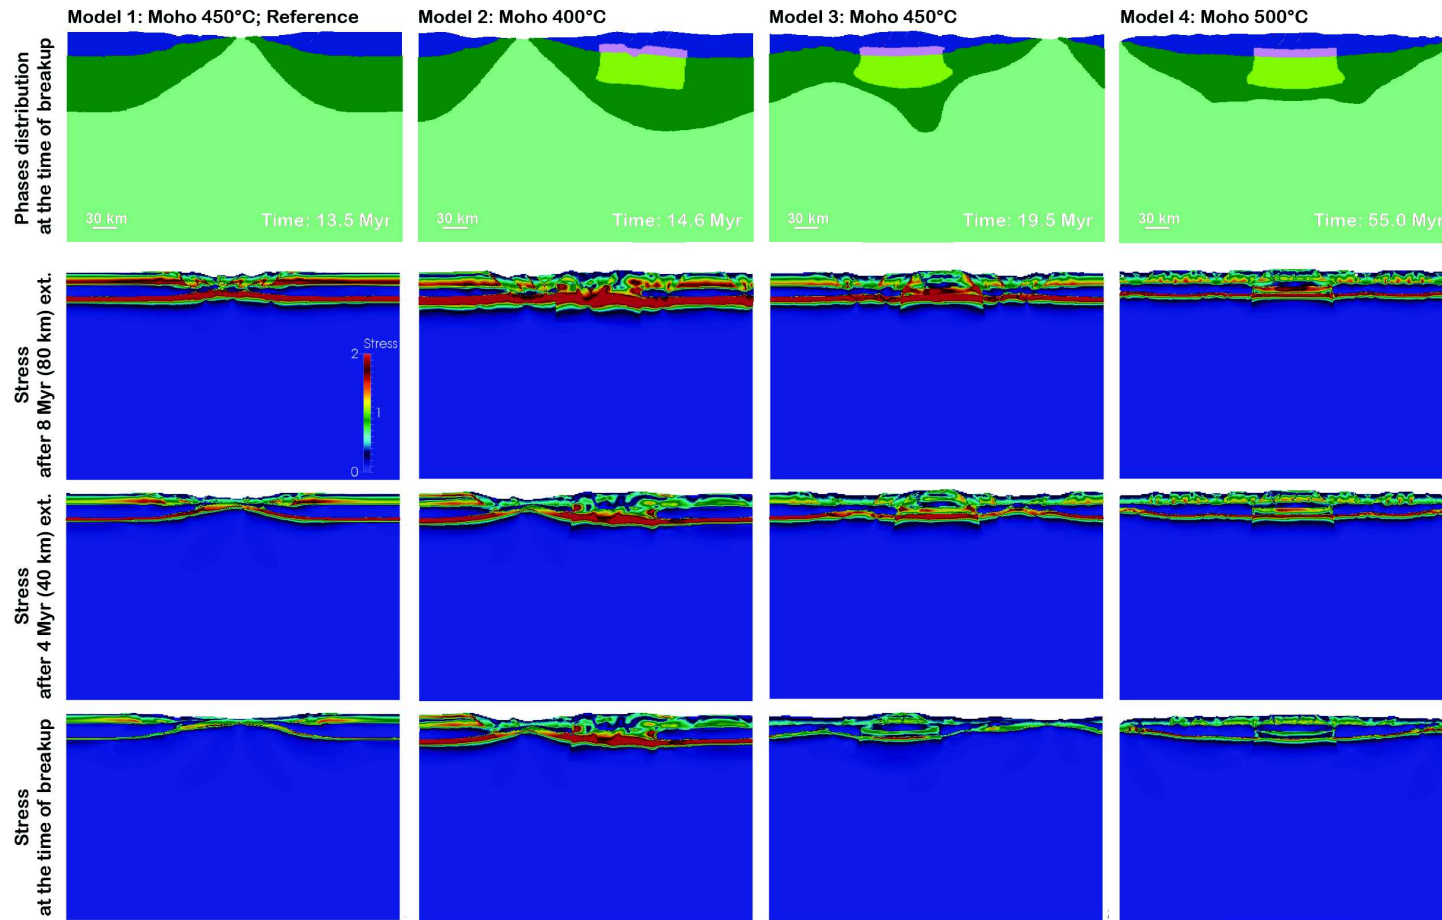 Model 1: Moho 450°C; Reference
Model 2: Moho 400°C
Model 3: Moho 450°C
Model 4: Moho 500°C
Phases distribution
at the time of breakup
30 km
Time: 13.5 Myr
30 km
Time: 14.6 Myr
30 km
Time: 19.5 Myr
30 km
Time: 55.0 Myr
Stress
after 8 Myr (80 km) ext.
Stress
2
1
0
Stress
after 4 Myr (40 km) ext.
Stress
at the time of breakup